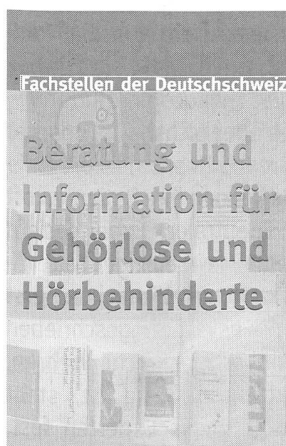 Fachstellen der Deutschschweiz
Beratung und
Information für
Gehörlose und
Hörbehinderte